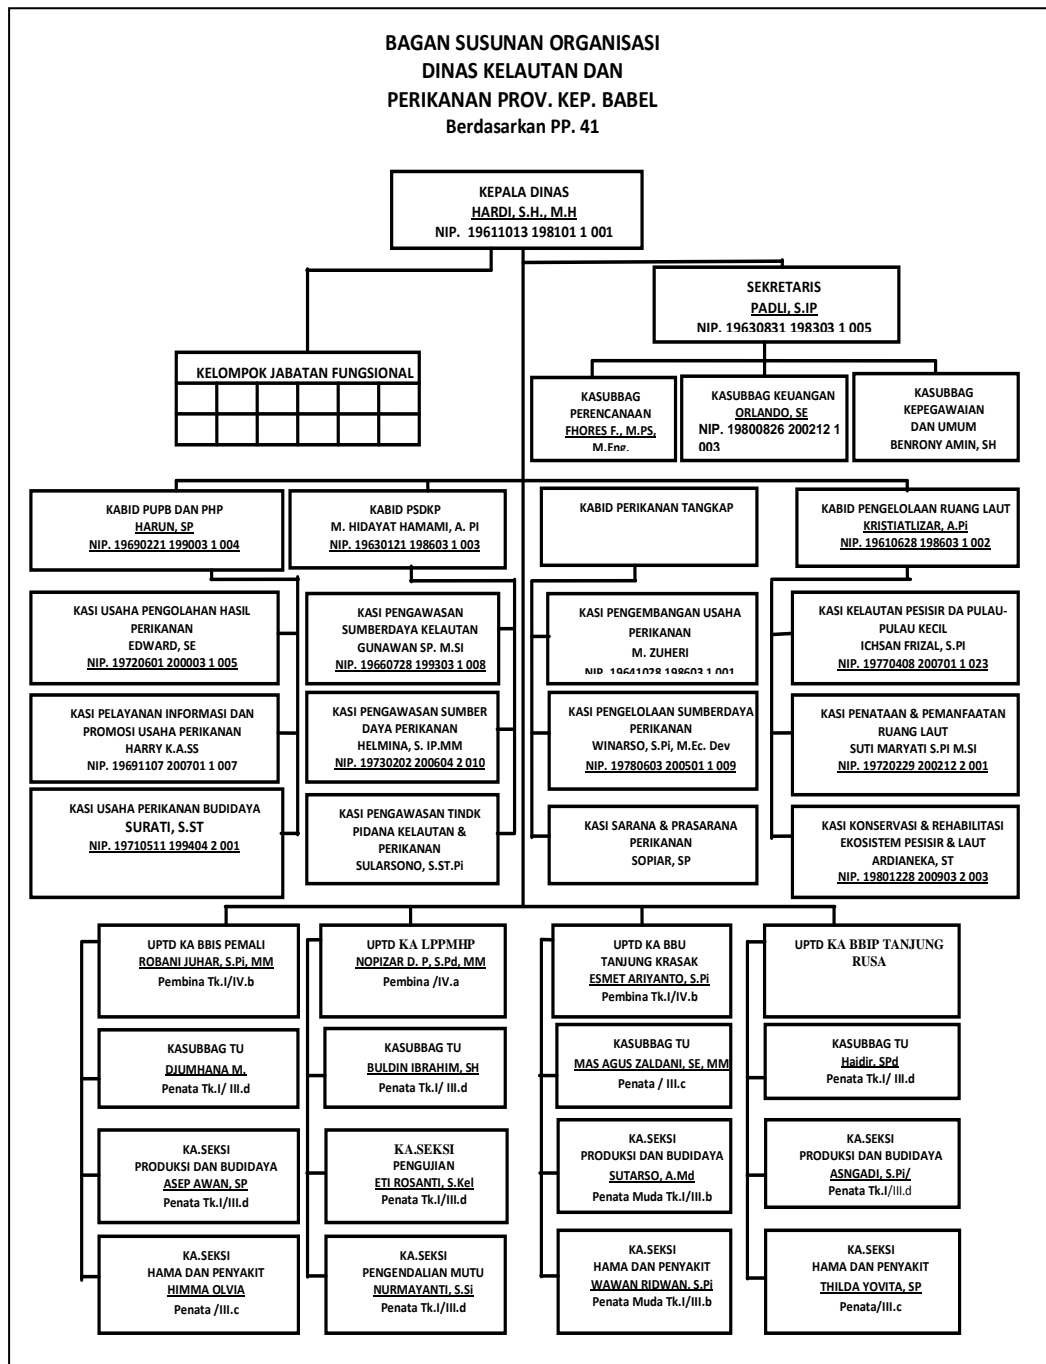 BAGAN SUSUNAN ORGANISASI
DINAS KELAUTAN DAN
PERIKANAN PROV. KEP. BABEL
Berdasarkan PP. 41
KEPALA DINAS
HARDI, S.H., M.H
NIP. 19611013 198101 1 001
SEKRETARIS
PADLI, S.IP
NIP. 19630831 198303 1 005
KELOMPOK JABATAN FUNGSIONAL
KASUBBAG
PERENCANAAN
FHORES F., M.PS,
M.Eng.
KASUBBAG KEUANGAN
ORLANDO, SE
NIP. 19800826 200212 1
003
KASUBBAG
KEPEGAWAIAN
DAN UMUM
BENRONY AMIN, SH
KABID PUPB DAN PHP
HARUN, SP
NIP. 19690221 199003 1 004
KABID PSDKP
M. HIDAYAT HAMAMI, A. PI
NIP. 19630121 198603 1 003
KABID PERIKANAN TANGKAP
KABID PENGELOLAAN RUANG LAUT
KRISTIATLIZAR, A.Pi
NIP. 19610628 198603 1 002
KASI USAHA PENGOLAHAN HASIL
PERIKANAN
EDWARD, SE
NIP. 19720601 200003 1 005
KASI PENGAWASAN
SUMBERDAYA KELAUTAN
GUNAWAN SP. M.SI
NIP. 19660728 199303 1 008
KASI PENGEMBANGAN USAHA
PERIKANAN
M. ZUHERI
NIP. 19641028 198603 1 001
KASI KELAUTAN PESISIR DA PULAU-
PULAU KECIL
ICHSAN FRIZAL, S.PI
NIP. 19770408 200701 1 023
KASI PELAYANAN INFORMASI DAN
PROMOSI USAHA PERIKANAN
HARRY K.A.SS
NIP. 19691107 200701 1 007
KASI PENGAWASAN SUMBER
DAYA PERIKANAN
HELMINA, S. IP.MM
NIP. 19730202 200604 2 010
KASI PENGELOLAAN SUMBERDAYA
PERIKANAN
WINARSO, S.Pi, M.Ec. Dev
NIP. 19780603 200501 1 009
KASI PENATAAN & PEMANFAATAN
RUANG LAUT
SUTI MARYATI S.PI M.SI
NIP. 19720229 200212 2 001
KASI USAHA PERIKANAN BUDIDAYA
SURATI, S.ST
NIP. 19710511 199404 2 001
KASI PENGAWASAN TINDK
PIDANA KELAUTAN &
PERIKANAN
SULARSONO, S.ST.Pi
KASI SARANA & PRASARANA
PERIKANAN
SOPIAR, SP
KASI KONSERVASI & REHABILITASI
EKOSISTEM PESISIR & LAUT
ARDIANEKA, ST
NIP. 19801228 200903 2 003
UPTD KA BBIS PEMALI
ROBANI JUHAR, S.Pi, MM
Pembina Tk.I/IV.b
UPTD KA LPPMHP
NOPIZAR D. P, S.Pd, MM
Pembina /IV.a
UPTD KA BBU
TANJUNG KRASAK
ESMET ARIYANTO, S.Pi
Pembina Tk.I/IV.b
UPTD KA BBIP TANJUNG
RUSA
KASUBBAG TU
DJUMHANA M.
Penata Tk.I/ III.d
KASUBBAG TU
BULDIN IBRAHIM, SH
Penata Tk.I/ III.d
KASUBBAG TU
MAS AGUS ZALDANI, SE, MM
Penata / III.c
KASUBBAG TU
Haidir. SPd
Penata Tk.I/ III.d
KA.SEKSI
PRODUKSI DAN BUDIDAYA
ASEP AWAN, SP
Penata Tk.I/III.d
KA.SEKSI
PENGUJIAN
ETI ROSANTI, S.Kel
Penata Tk.I/III.d
KA.SEKSI
PRODUKSI DAN BUDIDAYA
SUTARSO, A.Md
Penata Muda Tk.I/III.b
KA.SEKSI
PRODUKSI DAN BUDIDAYA
ASNGADI, S.Pi/
Penata Tk.I/III.d
KA.SEKSI
HAMA DAN PENYAKIT
HIMMA OLVIA
Penata /III.c
KA.SEKSI
PENGENDALIAN MUTU
NURMAYANTI, S.Si
Penata Tk.I/III.d
KA.SEKSI
HAMA DAN PENYAKIT
WAWAN RIDWAN, S.Pi
Penata Muda Tk.I/III.b
KA.SEKSI
HAMA DAN PENYAKIT
THILDA YOVITA, SP
Penata/III.c